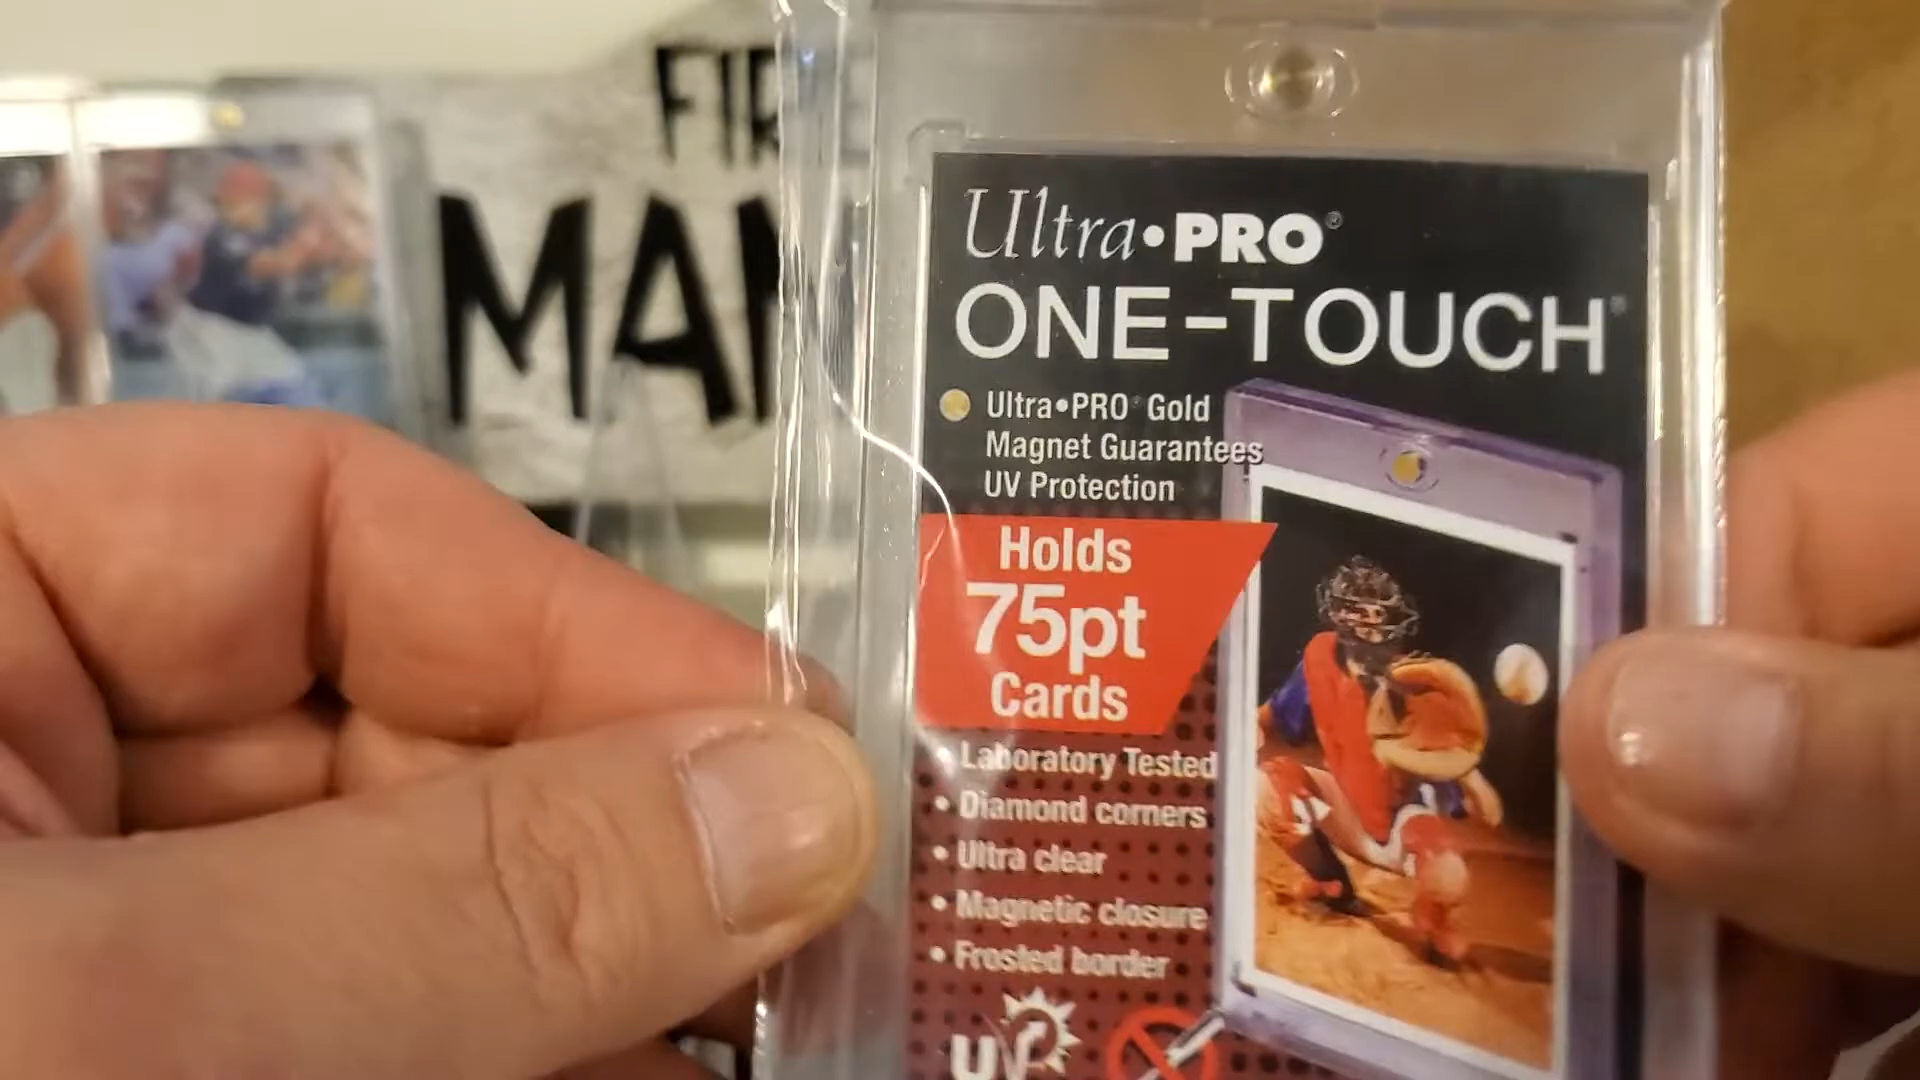 FIRE
MAN
Ultra•PRO®
ONE-TOUCH®
Ultra•PRO® Gold
Magnet Guarantees
UV Protection
Holds
75pt
Cards
• Laboratory Tested
• Diamond corners
• Ultra clear
• Magnetic closure
• Frosted border
UV